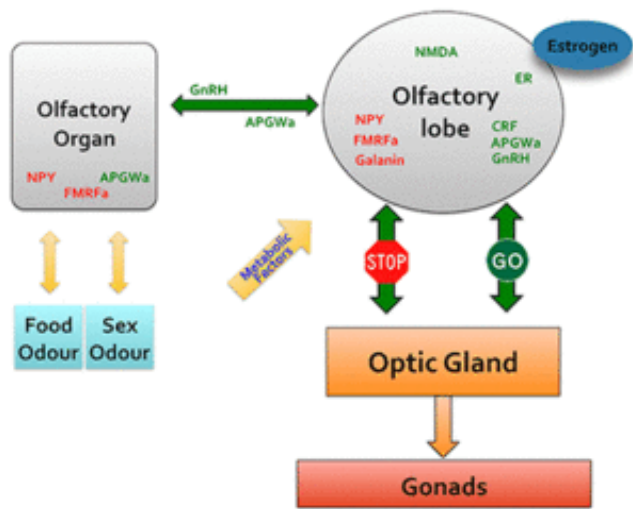 NMDA
Estrogen
ER
GnRH
APGWa
Olfactory
Organ
Olfactory
lobe
NPY
FMRFa
Galanin
CRF
APGWa
GnRH
NPY
APGWa
FMRFa
Metabolic
Factors
STOP
GO
Food
Odour
Sex
Odour
Optic Gland
Gonads